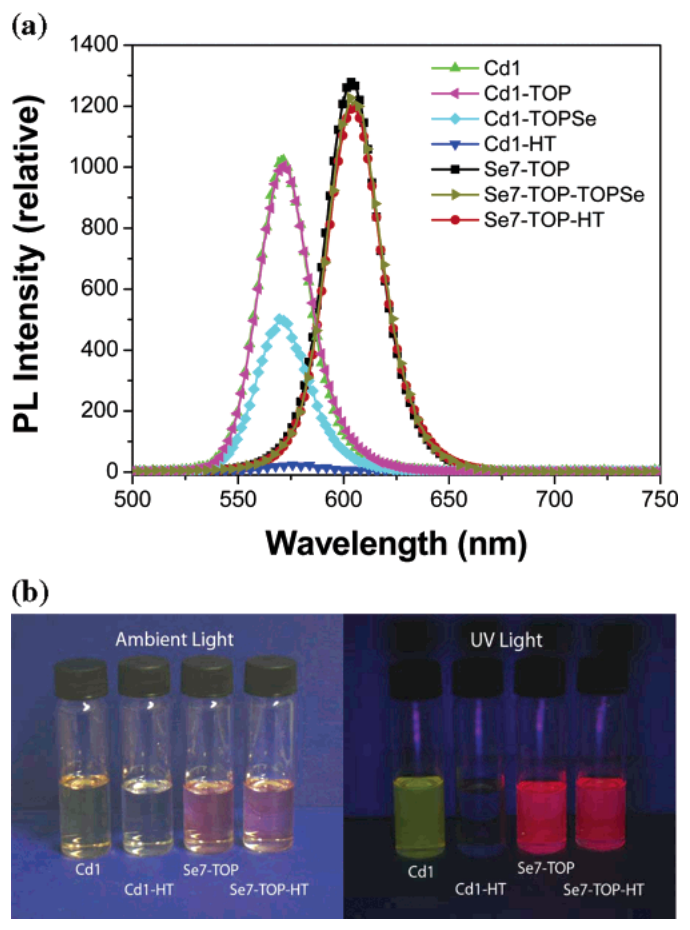 (a)
1400
1200
1000
800
600
400
200
0
PL Intensity (relative)
Cd1
Cd1-TOP
Cd1-TOPSe
Cd1-HT
Se7-TOP
Se7-TOP-TOPSe
Se7-TOP-HT
500 550 600 650 700 750
Wavelength (nm)
(b)
Ambient Light
UV Light
Cd1
Cd1-HT
Se7-TOP
Se7-TOP-HT
Cd1
Cd1-HT
Se7-TOP
Se7-TOP-HT